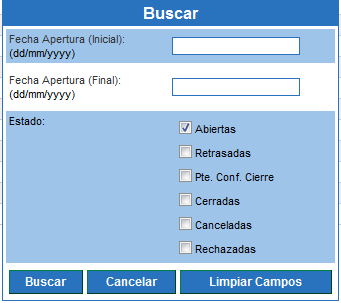 Buscar
Fecha Apertura (Inicial):
(dd/mm/yyyy)
Fecha Apertura (Final):
(dd/mm/yyyy)
Estado:
Abiertas
Retrasadas
Pte. Conf. Cierre
Cerradas
Canceladas
Rechazadas
Buscar Cancelar Limpiar Campos